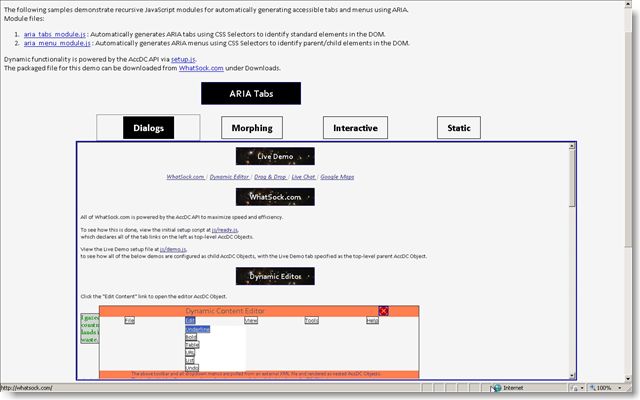 The following samples demonstrate recursive JavaScript modules for automatically generating accessible tabs and menus using ARIA.
Module files:
1. aria_tabs_module.js : Automatically generates ARIA tabs using CSS Selectors to identify standard elements in the DOM.
2. aria_menu_module.js : Automatically generates ARIA menus using CSS Selectors to identify parent/child elements in the DOM.
Dynamic functionality is powered by the AccDC API via setup.js.
The packaged file for this demo can be downloaded from WhatSock.com under Downloads.
ARIA Tabs
Dialogs Morphing Interactive Static
Live Demo
WhatSock.com / Dynamic Editor / Drag & Drop / Live Chat / Google Maps
WhatSock.com
All of WhatSock.com is powered by the AccDC API to maximize speed and efficiency.
To see how this is done, view the initial setup script at js/ready.js,
which declares all of the tab links on the left as top-level AccDC Objects.
View the Live Demo setup file at js/demo.js,
to see how all of the below demos are configured as child AccDC Objects, with the Live Demo tab specified as the top-level parent AccDC Object.
Dynamic Editor
Click the "Edit Content" link to open the editor AccDC Object.
Dynamic Content Editor
File Edit View Tools Help
Underline
Bold
Table
URL
List
Undo
I gazed
lands
waste,
The above toolbar and all dropdown menus are pulled from an external XML file and rendered as nested AccDC Objects.
http://whatsock.com/
Internet
100%